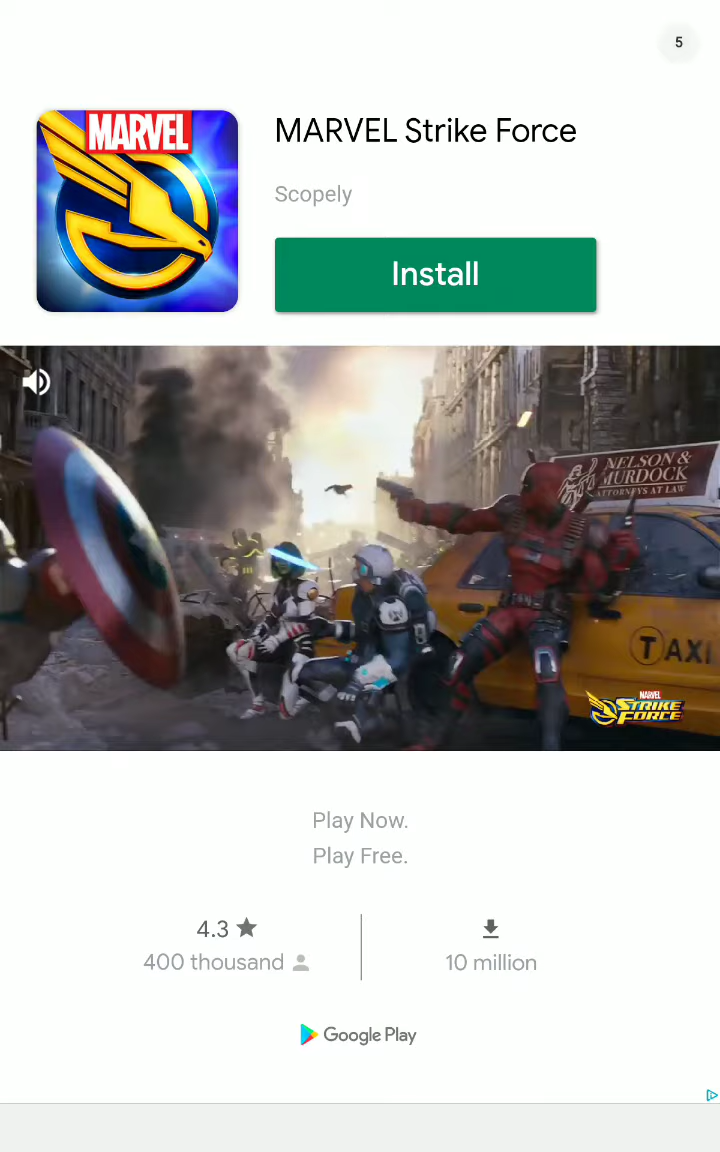 5
MARVEL
MARVEL Strike Force
Scopely
Install
NELSON &
MURDOCK
ATTORNEYS AT LAW
TAXI
MARVEL
STRIKE
FORCE
Play Now.
Play Free.
4.3
400 thousand
10 million
Google Play